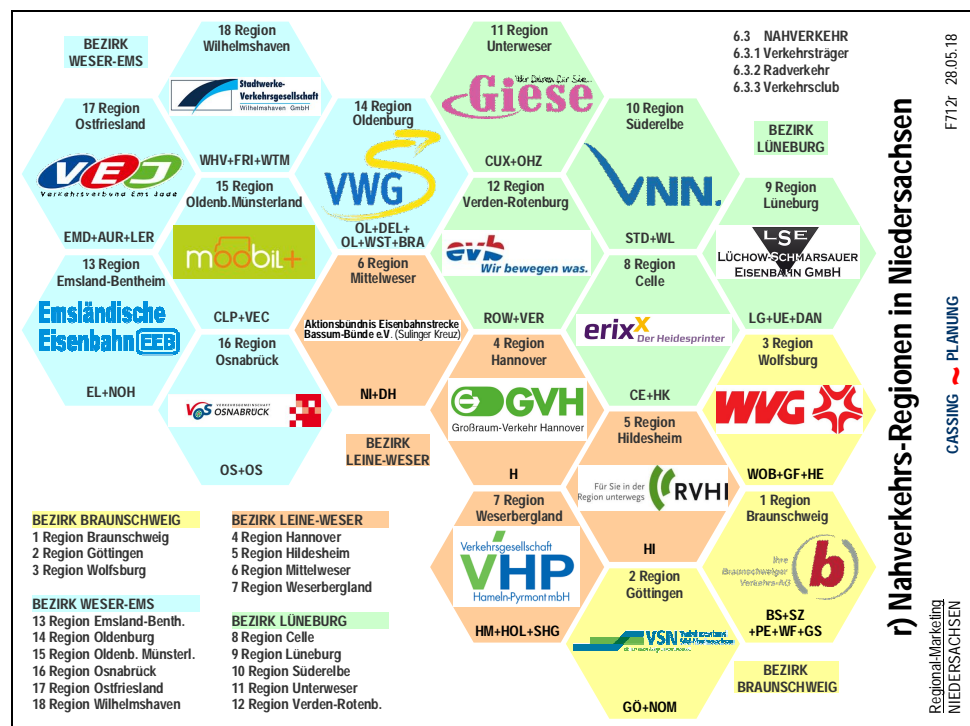 BEZIRK
WESER-EMS
18 Region
Wilhelmshaven
Stadtwerke-
Verkehrsgesellschaft
Wilhelmshaven GmbH
WHV+FRI+WTM
11 Region
Unterweser
Wir fahren für Sie...
Giese
CUX+OHZ
6.3 NAHVERKEHR
6.3.1 Verkehrsträger
6.3.2 Radverkehr
6.3.3 Verkehrsclub
17 Region
Ostfriesland
VEJ
Verkehrsverbund Ems Jade
EMD+AUR+LER
14 Region
Oldenburg
VWG
OL+DEL+
OL+WST+BRA
10 Region
Süderelbe
VNN.
STD+WL
BEZIRK
LÜNEBURG
15 Region
Oldenb.Münsterland
moobil+
CLP+VEC
12 Region
Verden-Rotenburg
evb
Wir bewegen was.
ROW+VER
9 Region
Lüneburg
LSE
LÜCHOW-SCHMARSAUER
EISENBAHN GMBH
LG+UE+DAN
13 Region
Emsland-Bentheim
Emsländische
Eisenbahn EEB
EL+NOH
6 Region
Mittelweser
Aktionsbündnis Eisenbahnstrecke
Bassum-Bünde e.V. (Sulinger Kreuz)
NI+DH
8 Region
Celle
erixx
Der Heidesprinter
CE+HK
16 Region
Osnabrück
VOS
OSNABRÜCK
OS+OS
4 Region
Hannover
GVH
Großraum-Verkehr Hannover
H
3 Region
Wolfsburg
WVG
WOB+GF+HE
BEZIRK
LEINE-WESER
5 Region
Hildesheim
Für Sie in der
Region unterwegs
RVHI
HI
7 Region
Weserbergland
Verkehrsgesellschaft
VHP
Hameln-Pyrmont mbH
HM+HOL+SHG
1 Region
Braunschweig
Ihre
Braunschweiger
Verkehrs-AG
b
BS+SZ
+PE+WF+GS
2 Region
Göttingen
VSN
GÖ+NOM
BEZIRK
BRAUNSCHWEIG
BEZIRK BRAUNSCHWEIG
1 Region Braunschweig
2 Region Göttingen
3 Region Wolfsburg
BEZIRK WESER-EMS
13 Region Emsland-Benth.
14 Region Oldenburg
15 Region Oldenb. Münsterl.
16 Region Osnabrück
17 Region Ostfriesland
18 Region Wilhelmshaven
BEZIRK LEINE-WESER
4 Region Hannover
5 Region Hildesheim
6 Region Mittelweser
7 Region Weserbergland
BEZIRK LÜNEBURG
8 Region Celle
9 Region Lüneburg
10 Region Süderelbe
11 Region Unterweser
12 Region Verden-Rotenb.
r) Nahverkehrs-Regionen in Niedersachsen
Regional-Marketing
NIEDERSACHSEN
CASSING ~ PLANUNG
F712r 28.05.18